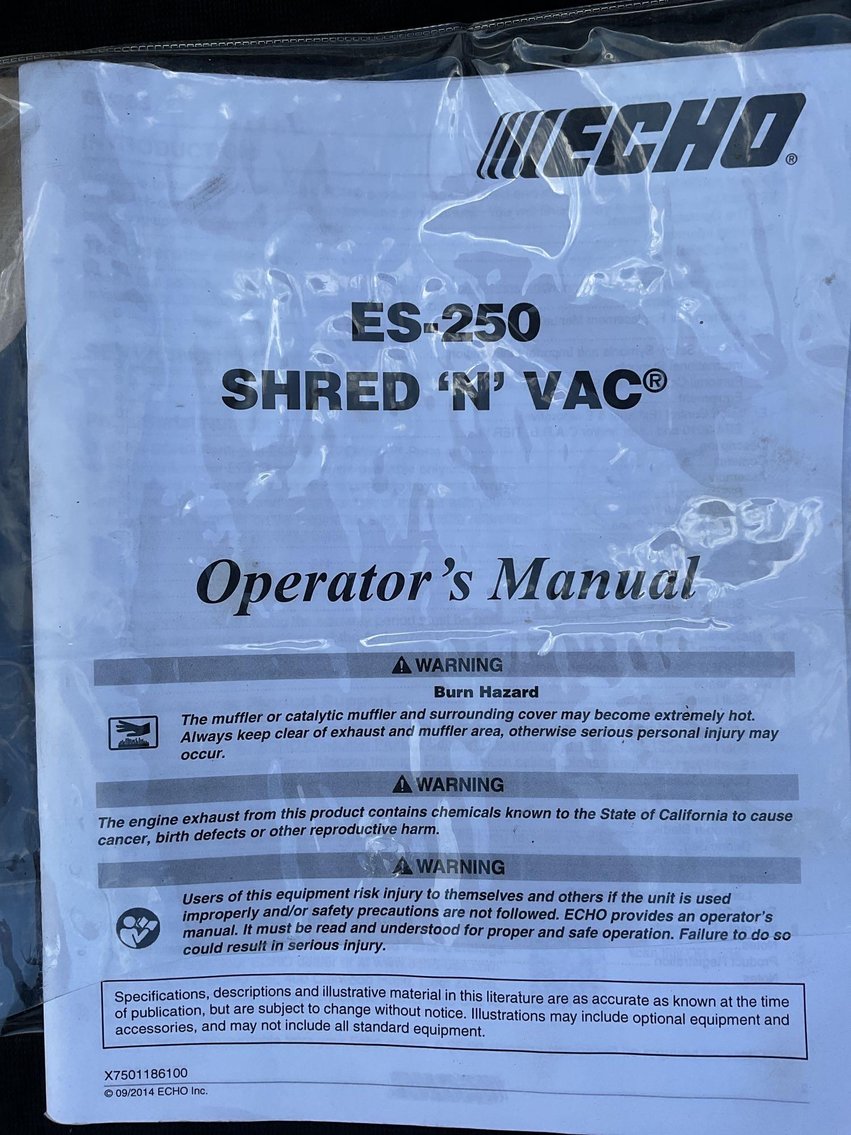 ECHO®
ES-250
SHRED 'N' VAC®
Operator's Manual
⚠ WARNING
Burn Hazard
The muffler or catalytic muffler and surrounding cover may become extremely hot.
Always keep clear of exhaust and muffler area, otherwise serious personal injury may
occur.
⚠ WARNING
The engine exhaust from this product contains chemicals known to the State of California to cause
cancer, birth defects or other reproductive harm.
⚠ WARNING
Users of this equipment risk injury to themselves and others if the unit is used
improperly and/or safety precautions are not followed. ECHO provides an operator's
manual. It must be read and understood for proper and safe operation. Failure to do so
could result in serious injury.
Specifications, descriptions and illustrative material in this literature are as accurate as known at the time
of publication, but are subject to change without notice. Illustrations may include optional equipment and
accessories, and may not include all standard equipment.
X7501186100
© 09/2014 ECHO Inc.